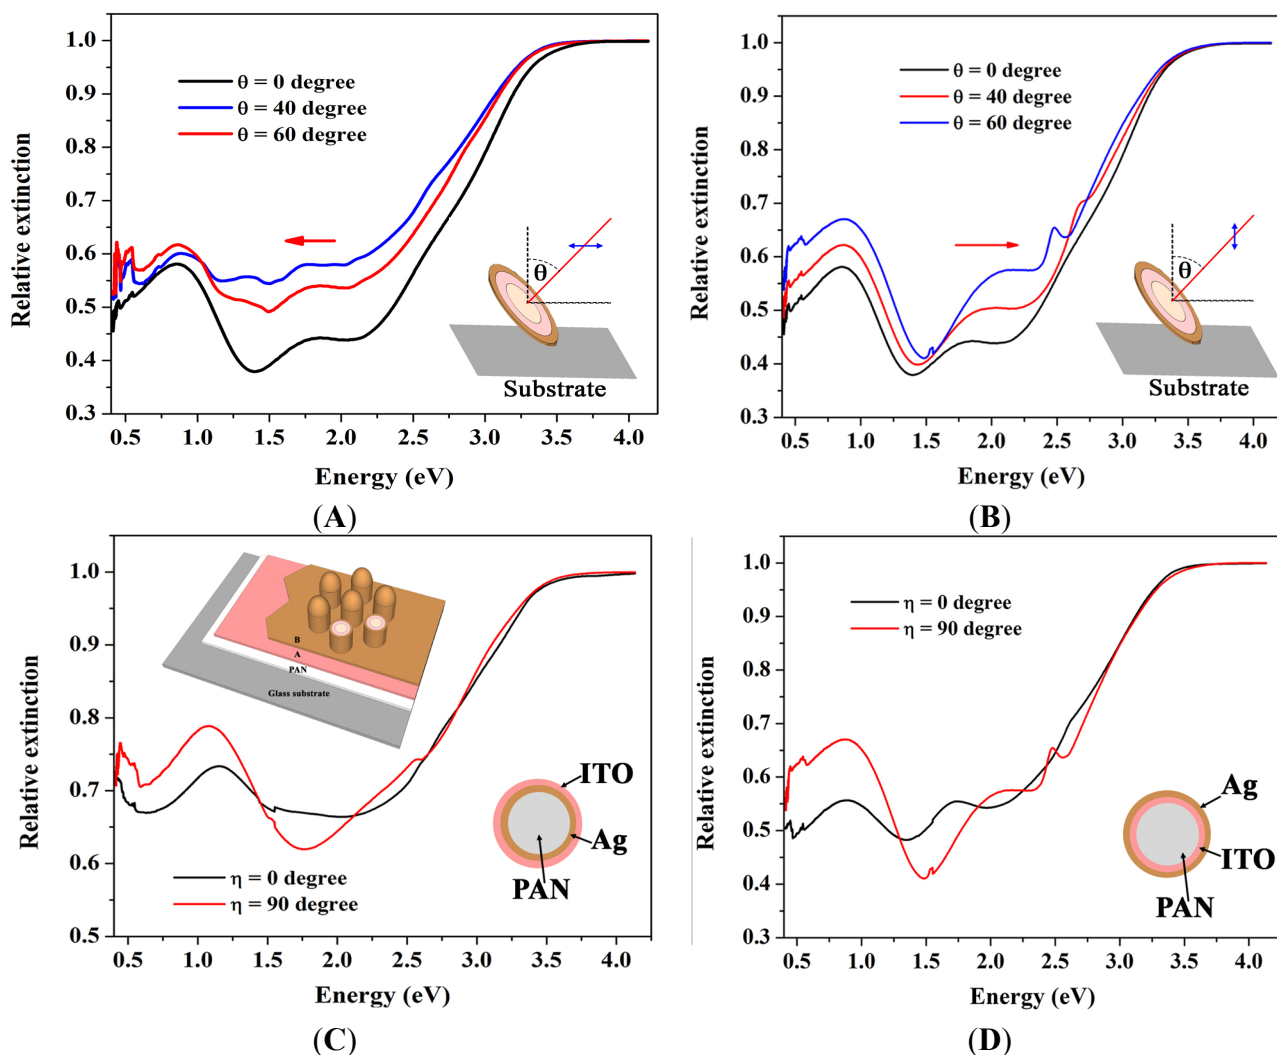 1.0
0.9
0.8
0.7
0.6
0.5
0.4
0.3
Relative extinction
θ = 0 degree
θ = 40 degree
θ = 60 degree
θ
Substrate
0.5 1.0 1.5 2.0 2.5 3.0 3.5 4.0
Energy (eV)
(A)
1.0
0.9
0.8
0.7
0.6
0.5
0.4
0.3
Relative extinction
θ = 0 degree
θ = 40 degree
θ = 60 degree
θ
Substrate
0.5 1.0 1.5 2.0 2.5 3.0 3.5 4.0
Energy (eV)
(B)
1.0
0.9
0.8
0.7
0.6
0.5
Relative extinction
B
A
PAN
Glass substrate
ITO
Ag
PAN
η = 0 degree
η = 90 degree
0.5 1.0 1.5 2.0 2.5 3.0 3.5 4.0
Energy (eV)
(C)
1.0
0.9
0.8
0.7
0.6
0.5
0.4
0.3
Relative extinction
η = 0 degree
η = 90 degree
Ag
ITO
PAN
0.5 1.0 1.5 2.0 2.5 3.0 3.5 4.0
Energy (eV)
(D)